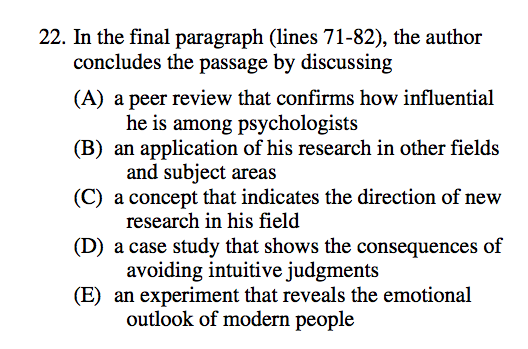 22. In the final paragraph (lines 71-82), the author
concludes the passage by discussing
(A) a peer review that confirms how influential
he is among psychologists
(B) an application of his research in other fields
and subject areas
(C) a concept that indicates the direction of new
research in his field
(D) a case study that shows the consequences of
avoiding intuitive judgments
(E) an experiment that reveals the emotional
outlook of modern people